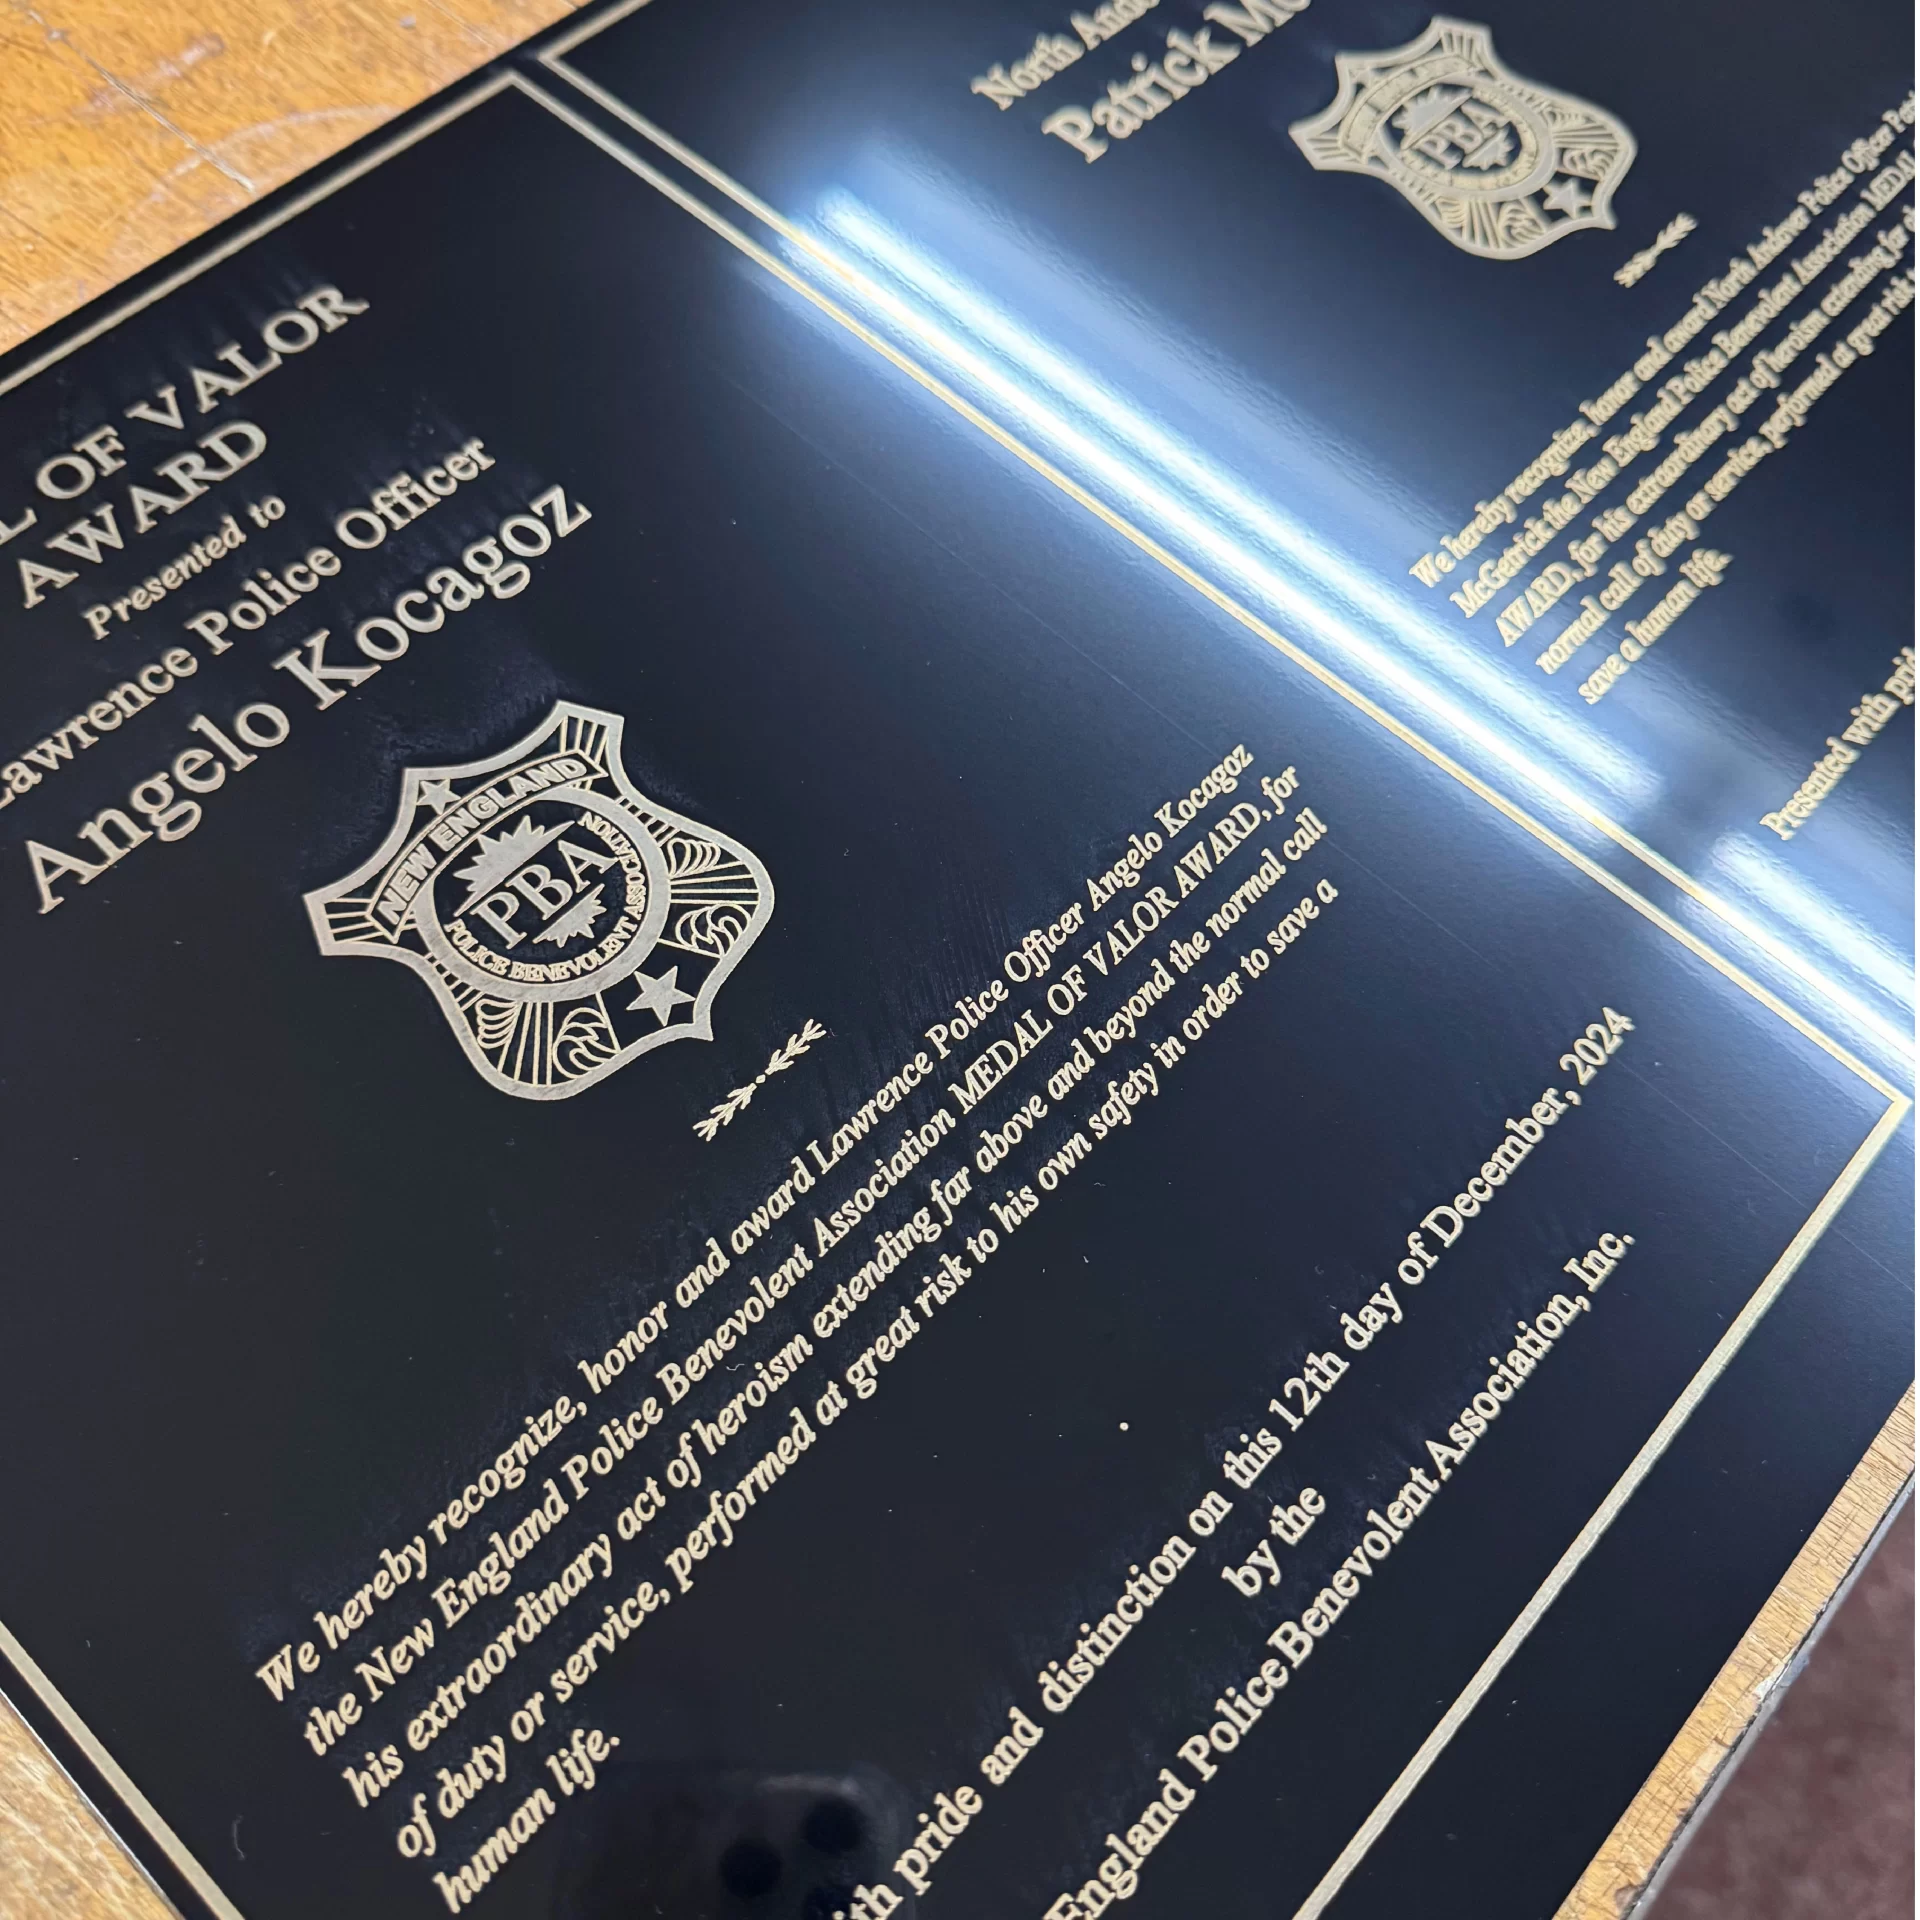 OF VALOR
AWARD
Presented to
Lawrence Police Officer
Angelo Kocagoz
NEW ENGLAND
PBA
POLICE BENEVOLENT ASSOCIATION
We hereby recognize, honor and award Lawrence Police Officer Angelo Kocagoz
the New England Police Benevolent Association MEDAL OF VALOR AWARD, for
his extraordinary act of heroism extending far above and beyond the normal call
of duty or service, performed at great risk to his own safety in order to save a
human life.
pride and distinction on this 12th day of December, 2024
by the
England Police Benevolent Association, Inc.
North
Patrick
PBA
We hereby recognize, honor and award North Andover Police Officer
McGetrick the New England Police Benevolent Association MEDAL
AWARD, for his extraordinary act of heroism extending far
normal call of duty or service, performed at great risk
save a human life.
Presented with